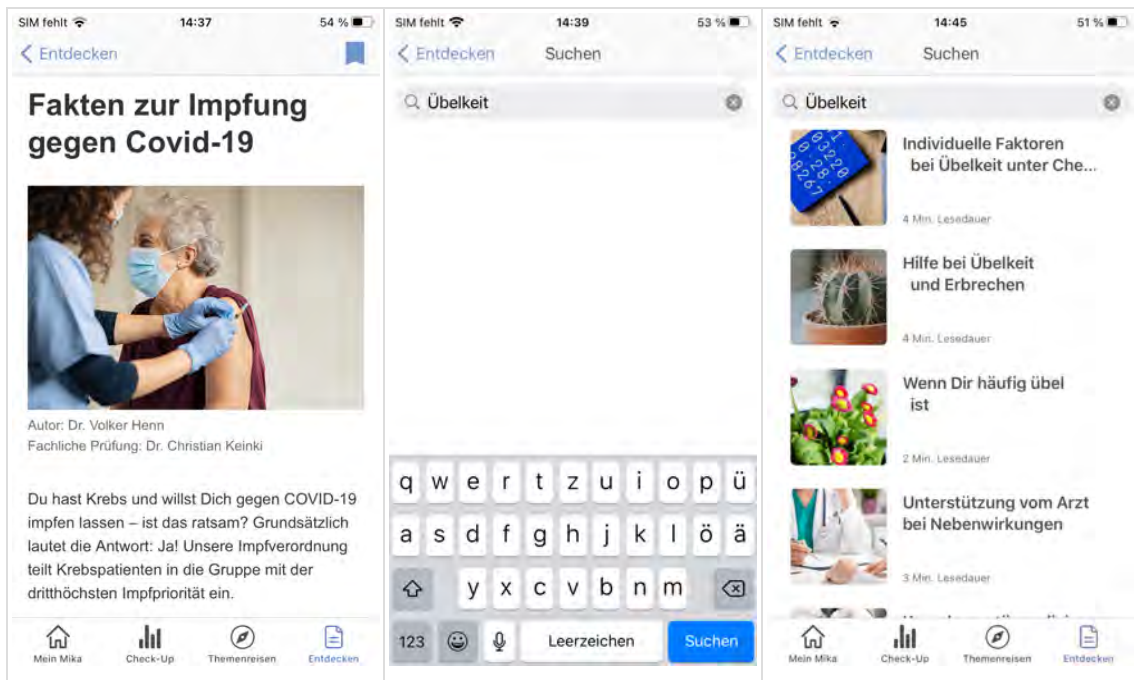 SIM fehlt 14:37 54 %
Entdecken
Fakten zur Impfung
gegen Covid-19
Autor: Dr. Volker Henn
Fachliche Prüfung: Dr. Christian Keinki
Du hast Krebs und willst Dich gegen COVID-19
impfen lassen – ist das ratsam? Grundsätzlich
lautet die Antwort: Ja! Unsere Impfverordnung
teilt Krebspatienten in die Gruppe mit der
dritthöchsten Impfpriorität ein.
Mein Mika Check-Up Themenreisen Entdecken
SIM fehlt 14:39 53 %
Entdecken Suchen
Übelkeit
q w e r t z u i o p ü
a s d f g h j k l ö ä
y x c v b n m
123 Leerzeichen Suchen
SIM fehlt 14:45 51 %
Entdecken Suchen
Übelkeit
Individuelle Faktoren
bei Übelkeit unter Che...
4 Min. Lesedauer
Hilfe bei Übelkeit
und Erbrechen
4 Min. Lesedauer
Wenn Dir häufig übel
ist
2 Min. Lesedauer
Unterstützung vom Arzt
bei Nebenwirkungen
3 Min. Lesedauer
Mein Mika Check-Up Themenreisen Entdecken